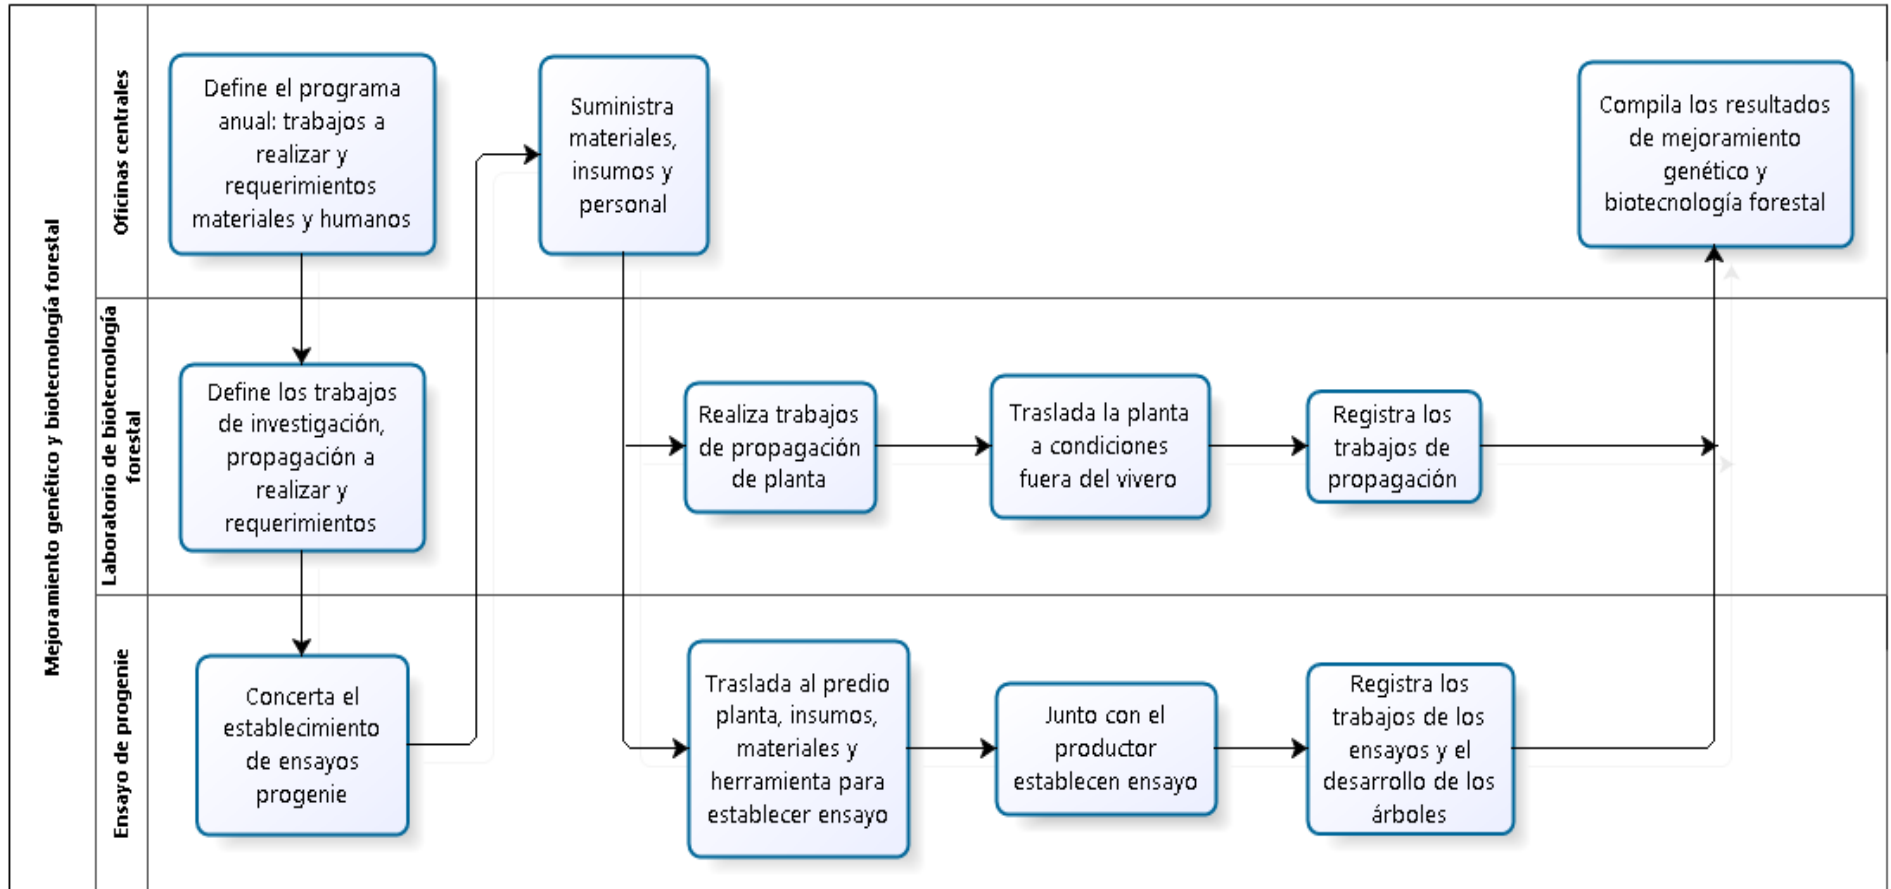 Mejoramiento genético y biotecnología forestal
Oficinas centrales
Define el programa
anual: trabajos a
realizar y
requerimientos
materiales y humanos
Suministra
materiales,
insumos y
personal
Compila los resultados
de mejoramiento
genético y
biotecnología forestal
Laboratorio de biotecnología
forestal
Define los trabajos
de investigación,
propagación a
realizar y
requerimientos
Realiza trabajos
de propagación
de planta
Traslada la planta
a condiciones
fuera del vivero
Registra los
trabajos de
propagación
Ensayo de progenie
Concerta el
establecimiento
de ensayos
progenie
Traslada al predio
planta, insumos,
materiales y
herramienta para
establecer ensayo
Junto con el
productor
establecen ensayo
Registra los
trabajos de los
ensayos y el
desarrollo de los
árboles